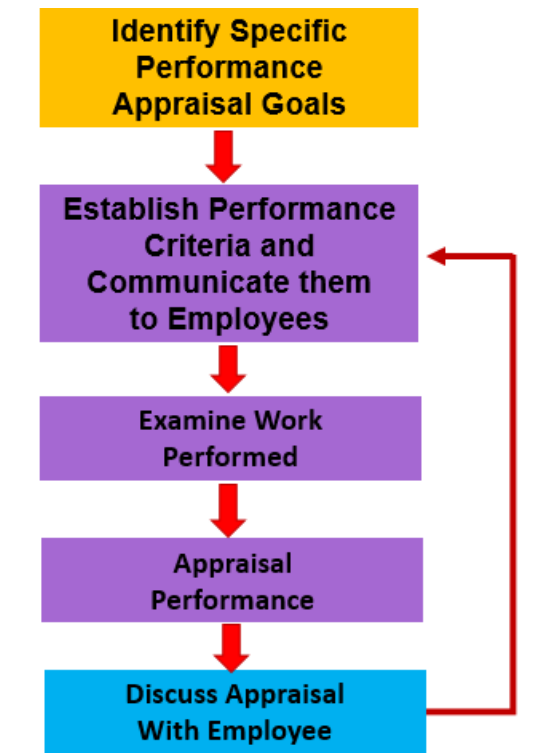 Identify Specific
Performance
Appraisal Goals
Establish Performance
Criteria and
Communicate them
to Employees
Examine Work
Performed
Appraisal
Performance
Discuss Appraisal
With Employee